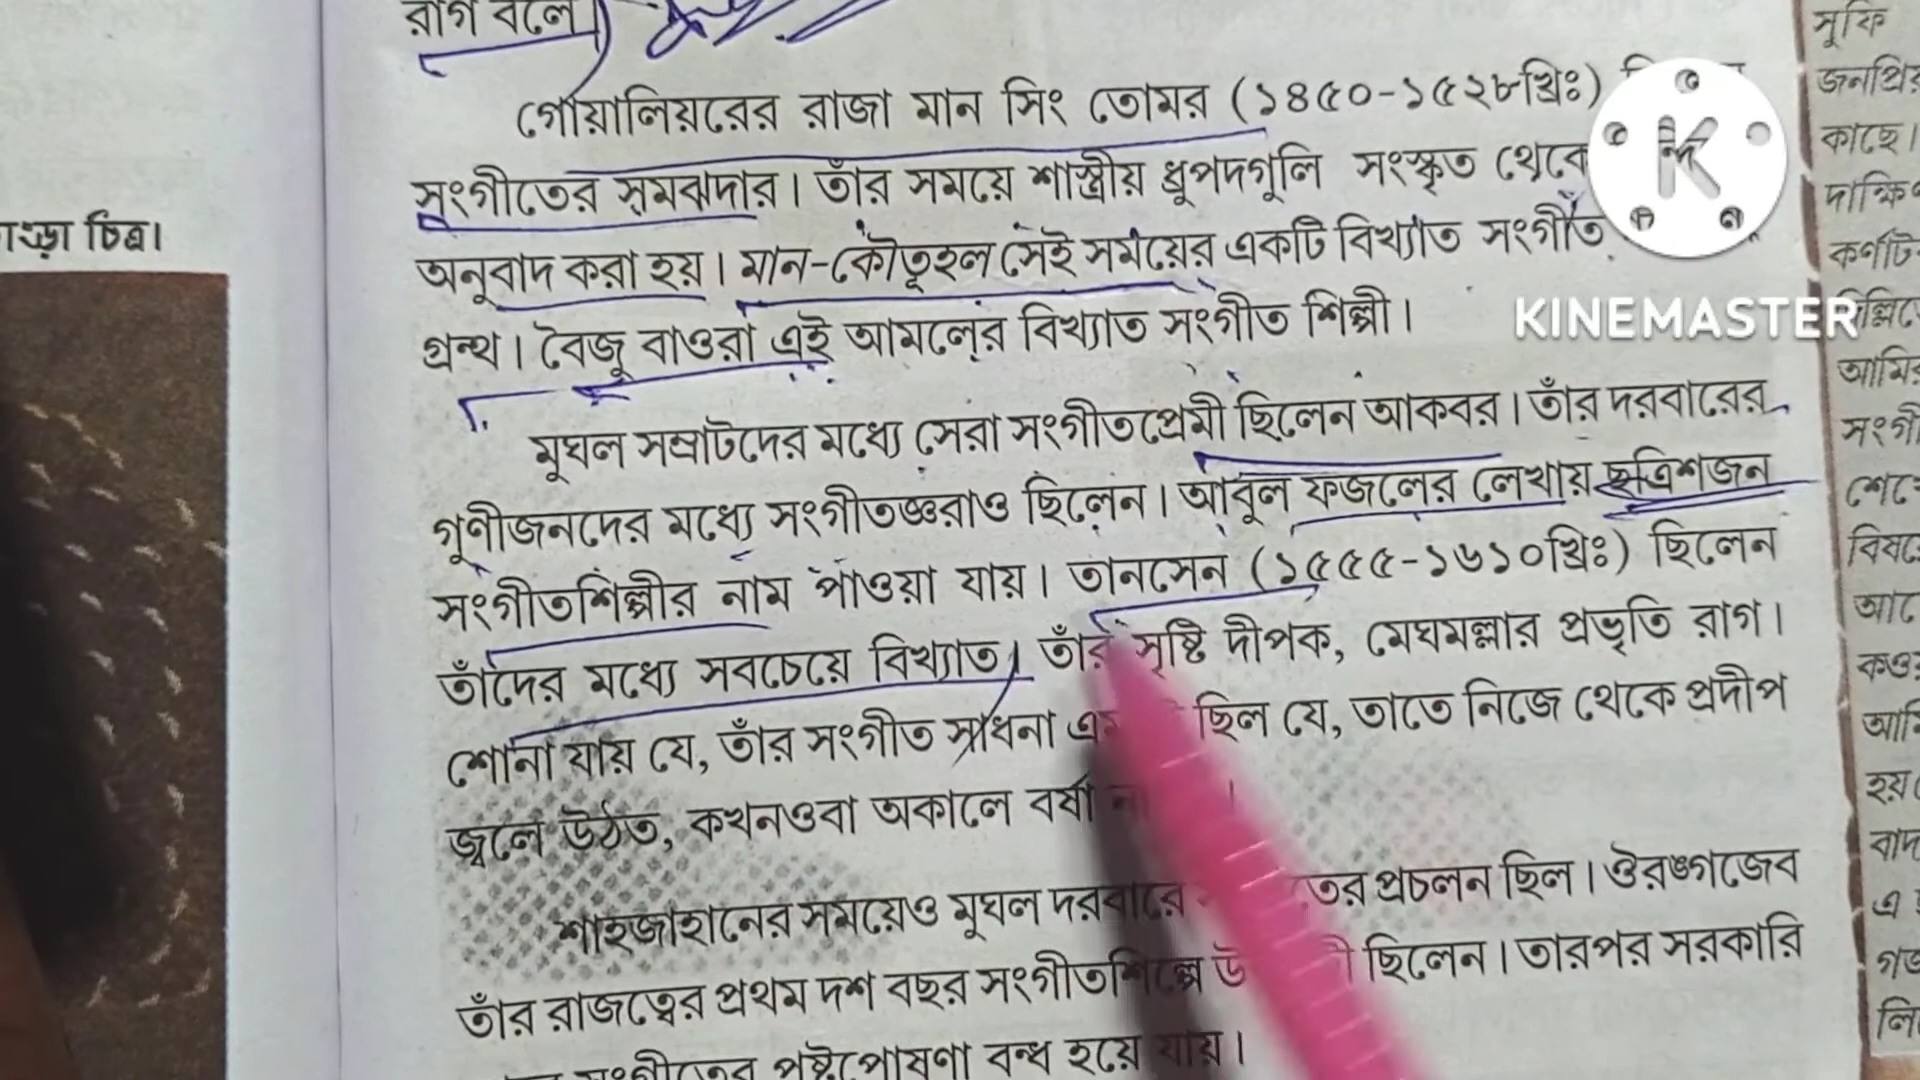 রাগ বলে।
গোয়ালিয়রের রাজা মান সিং তোমর (১৪৫০-১৫২৮খ্রিঃ)
সংগীতের সমঝদার। তাঁর সময়ে শাস্ত্রীয় ধ্রুপদগুলি সংস্কৃত থেকে
অনুবাদ করা হয়। মান-কৌতূহল সেই সময়ের একটি বিখ্যাত সংগীত
গ্রন্থ। বৈজু বাওরা এই আমলের বিখ্যাত সংগীত শিল্পী।
মুঘল সম্রাটদের মধ্যে সেরা সংগীতপ্রেমী ছিলেন আকবর। তাঁর দরবারের
গুণীজনদের মধ্যে সংগীতজ্ঞরাও ছিলেন। আবুল ফজলের লেখায় ছত্রিশজন
সংগীতশিল্পীর নাম পাওয়া যায়। তানসেন (১৫৫৫-১৬১০খ্রিঃ) ছিলেন
তাঁদের মধ্যে সবচেয়ে বিখ্যাত। তাঁর সৃষ্টি দীপক, মেঘমল্লার প্রভৃতি রাগ।
শোনা যায় যে, তাঁর সংগীত সাধনা ছিল যে, তাতে নিজে থেকে প্রদীপ
জ্বলে উঠত, কখনওবা অকালে বর্ষা
শাহজাহানের সময়েও মুঘল দরবারে প্রচলন ছিল। ঔরঙ্গজেব
তাঁর রাজত্বের প্রথম দশ বছর সংগীতশিল্পে ছিলেন। তারপর সরকারি
সংগীতের পৃষ্ঠপোষণা বন্ধ হয়ে যায়।
চিত্র।
KINEMASTER
সুফি
জনপ্রিয়
কাছে।